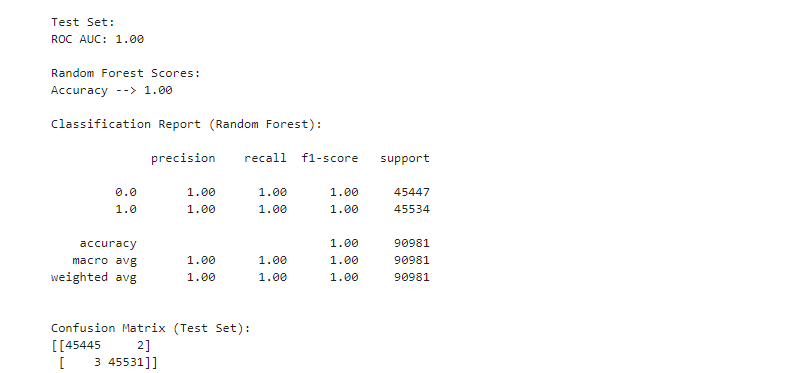 Test Set:
ROC AUC: 1.00
Random Forest Scores:
Accuracy --> 1.00
Classification Report (Random Forest):
precision recall f1-score support
0.0 1.00 1.00 1.00 45447
1.0 1.00 1.00 1.00 45534
accuracy 1.00 90981
macro avg 1.00 1.00 1.00 90981
weighted avg 1.00 1.00 1.00 90981
Confusion Matrix (Test Set):
[[45445 2]
[ 3 45531]]